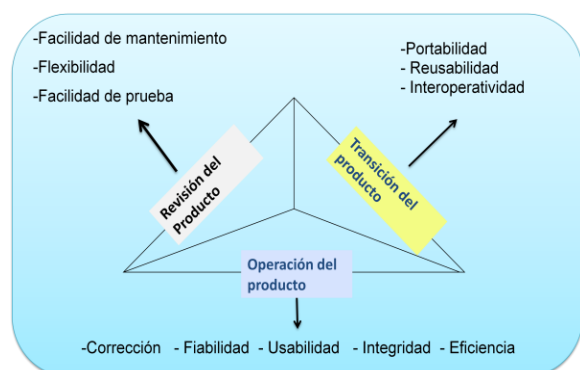 -Facilidad de mantenimiento
-Flexibilidad
-Facilidad de prueba
-Portabilidad
- Reusabilidad
- Interoperatividad
Revisión del
Producto
Transición del
producto
Operación del
producto
-Corrección - Fiabilidad - Usabilidad - Integridad - Eficiencia